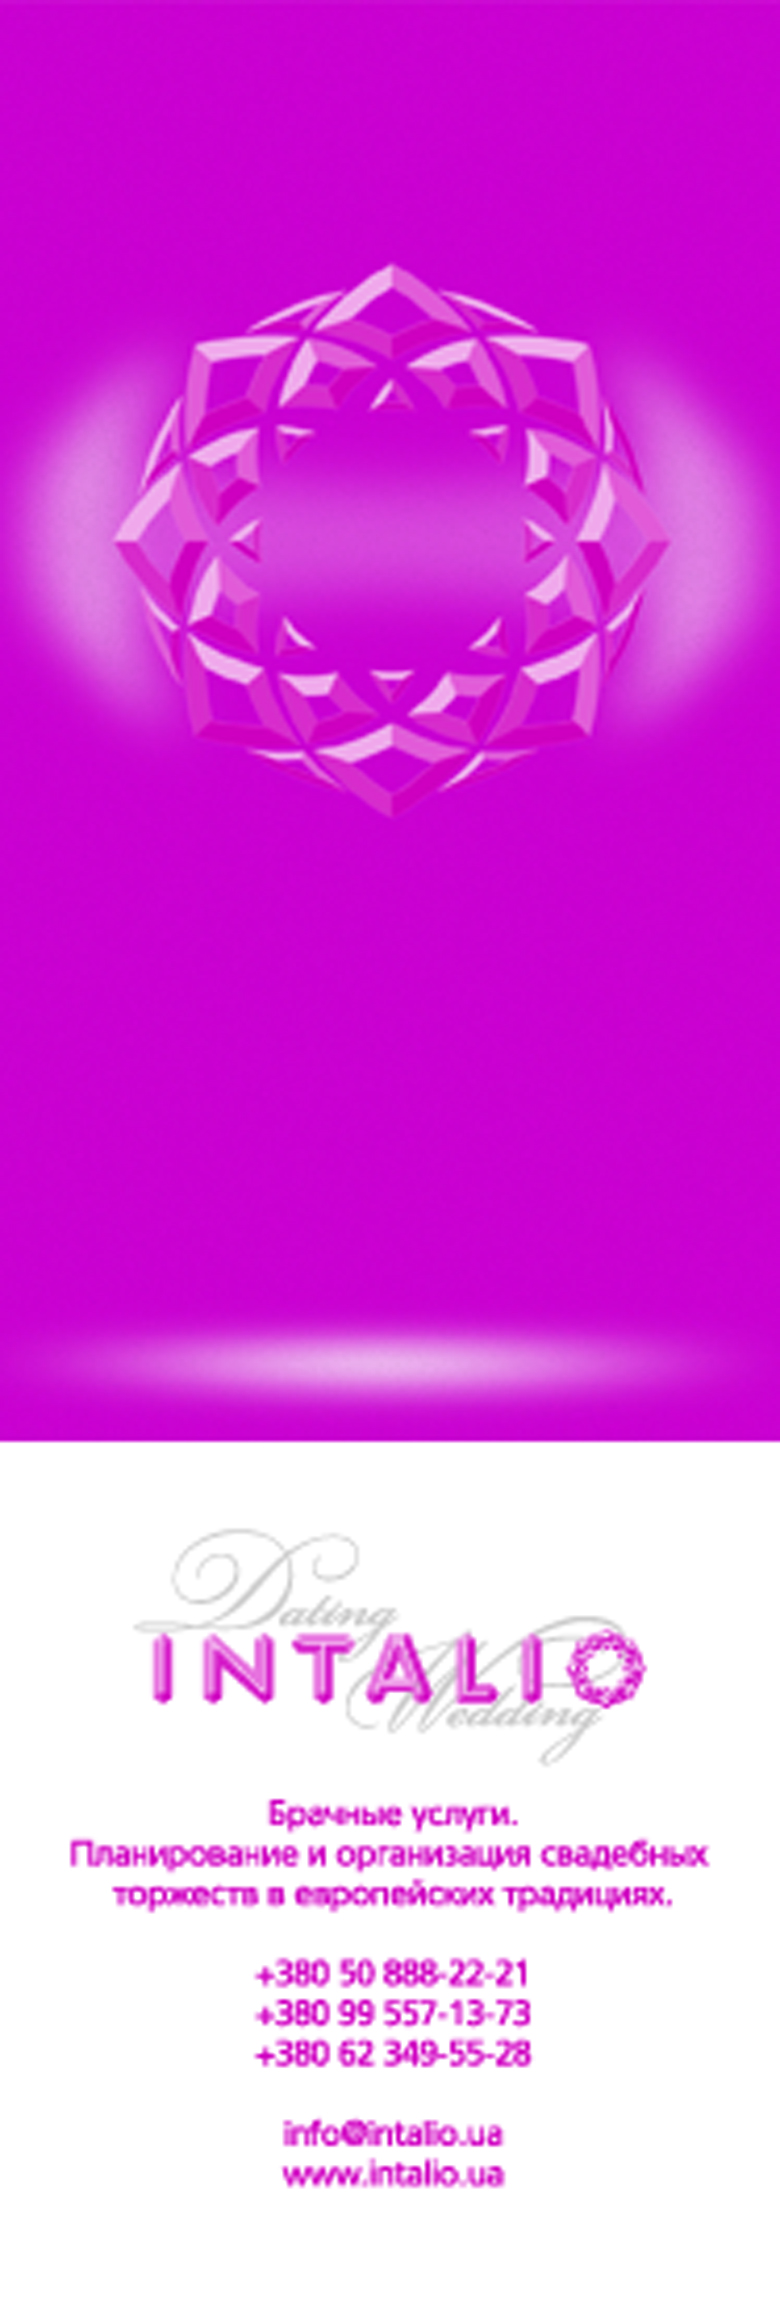 Dating
INTALIO
Wedding
Брачные услуги.
Планирование и организация свадебных
торжеств в европейских традициях.
+380 50 888-22-21
+380 99 557-13-73
+380 62 349-55-28
info@intalio.ua
www.intalio.ua